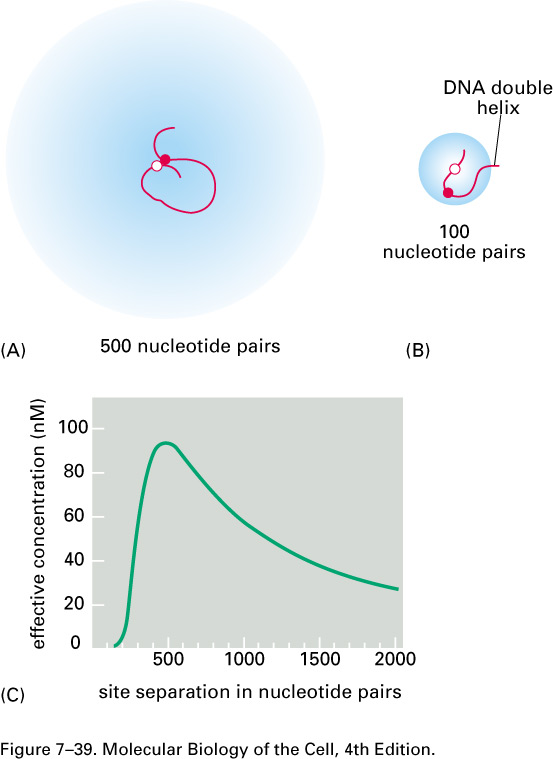 DNA double
helix
100
nucleotide pairs
(A)
500 nucleotide pairs
(B)
effective concentration (nM)
100
80
60
40
20
0
500
1000
1500
2000
(C)
site separation in nucleotide pairs
Figure 7–39. Molecular Biology of the Cell, 4th Edition.